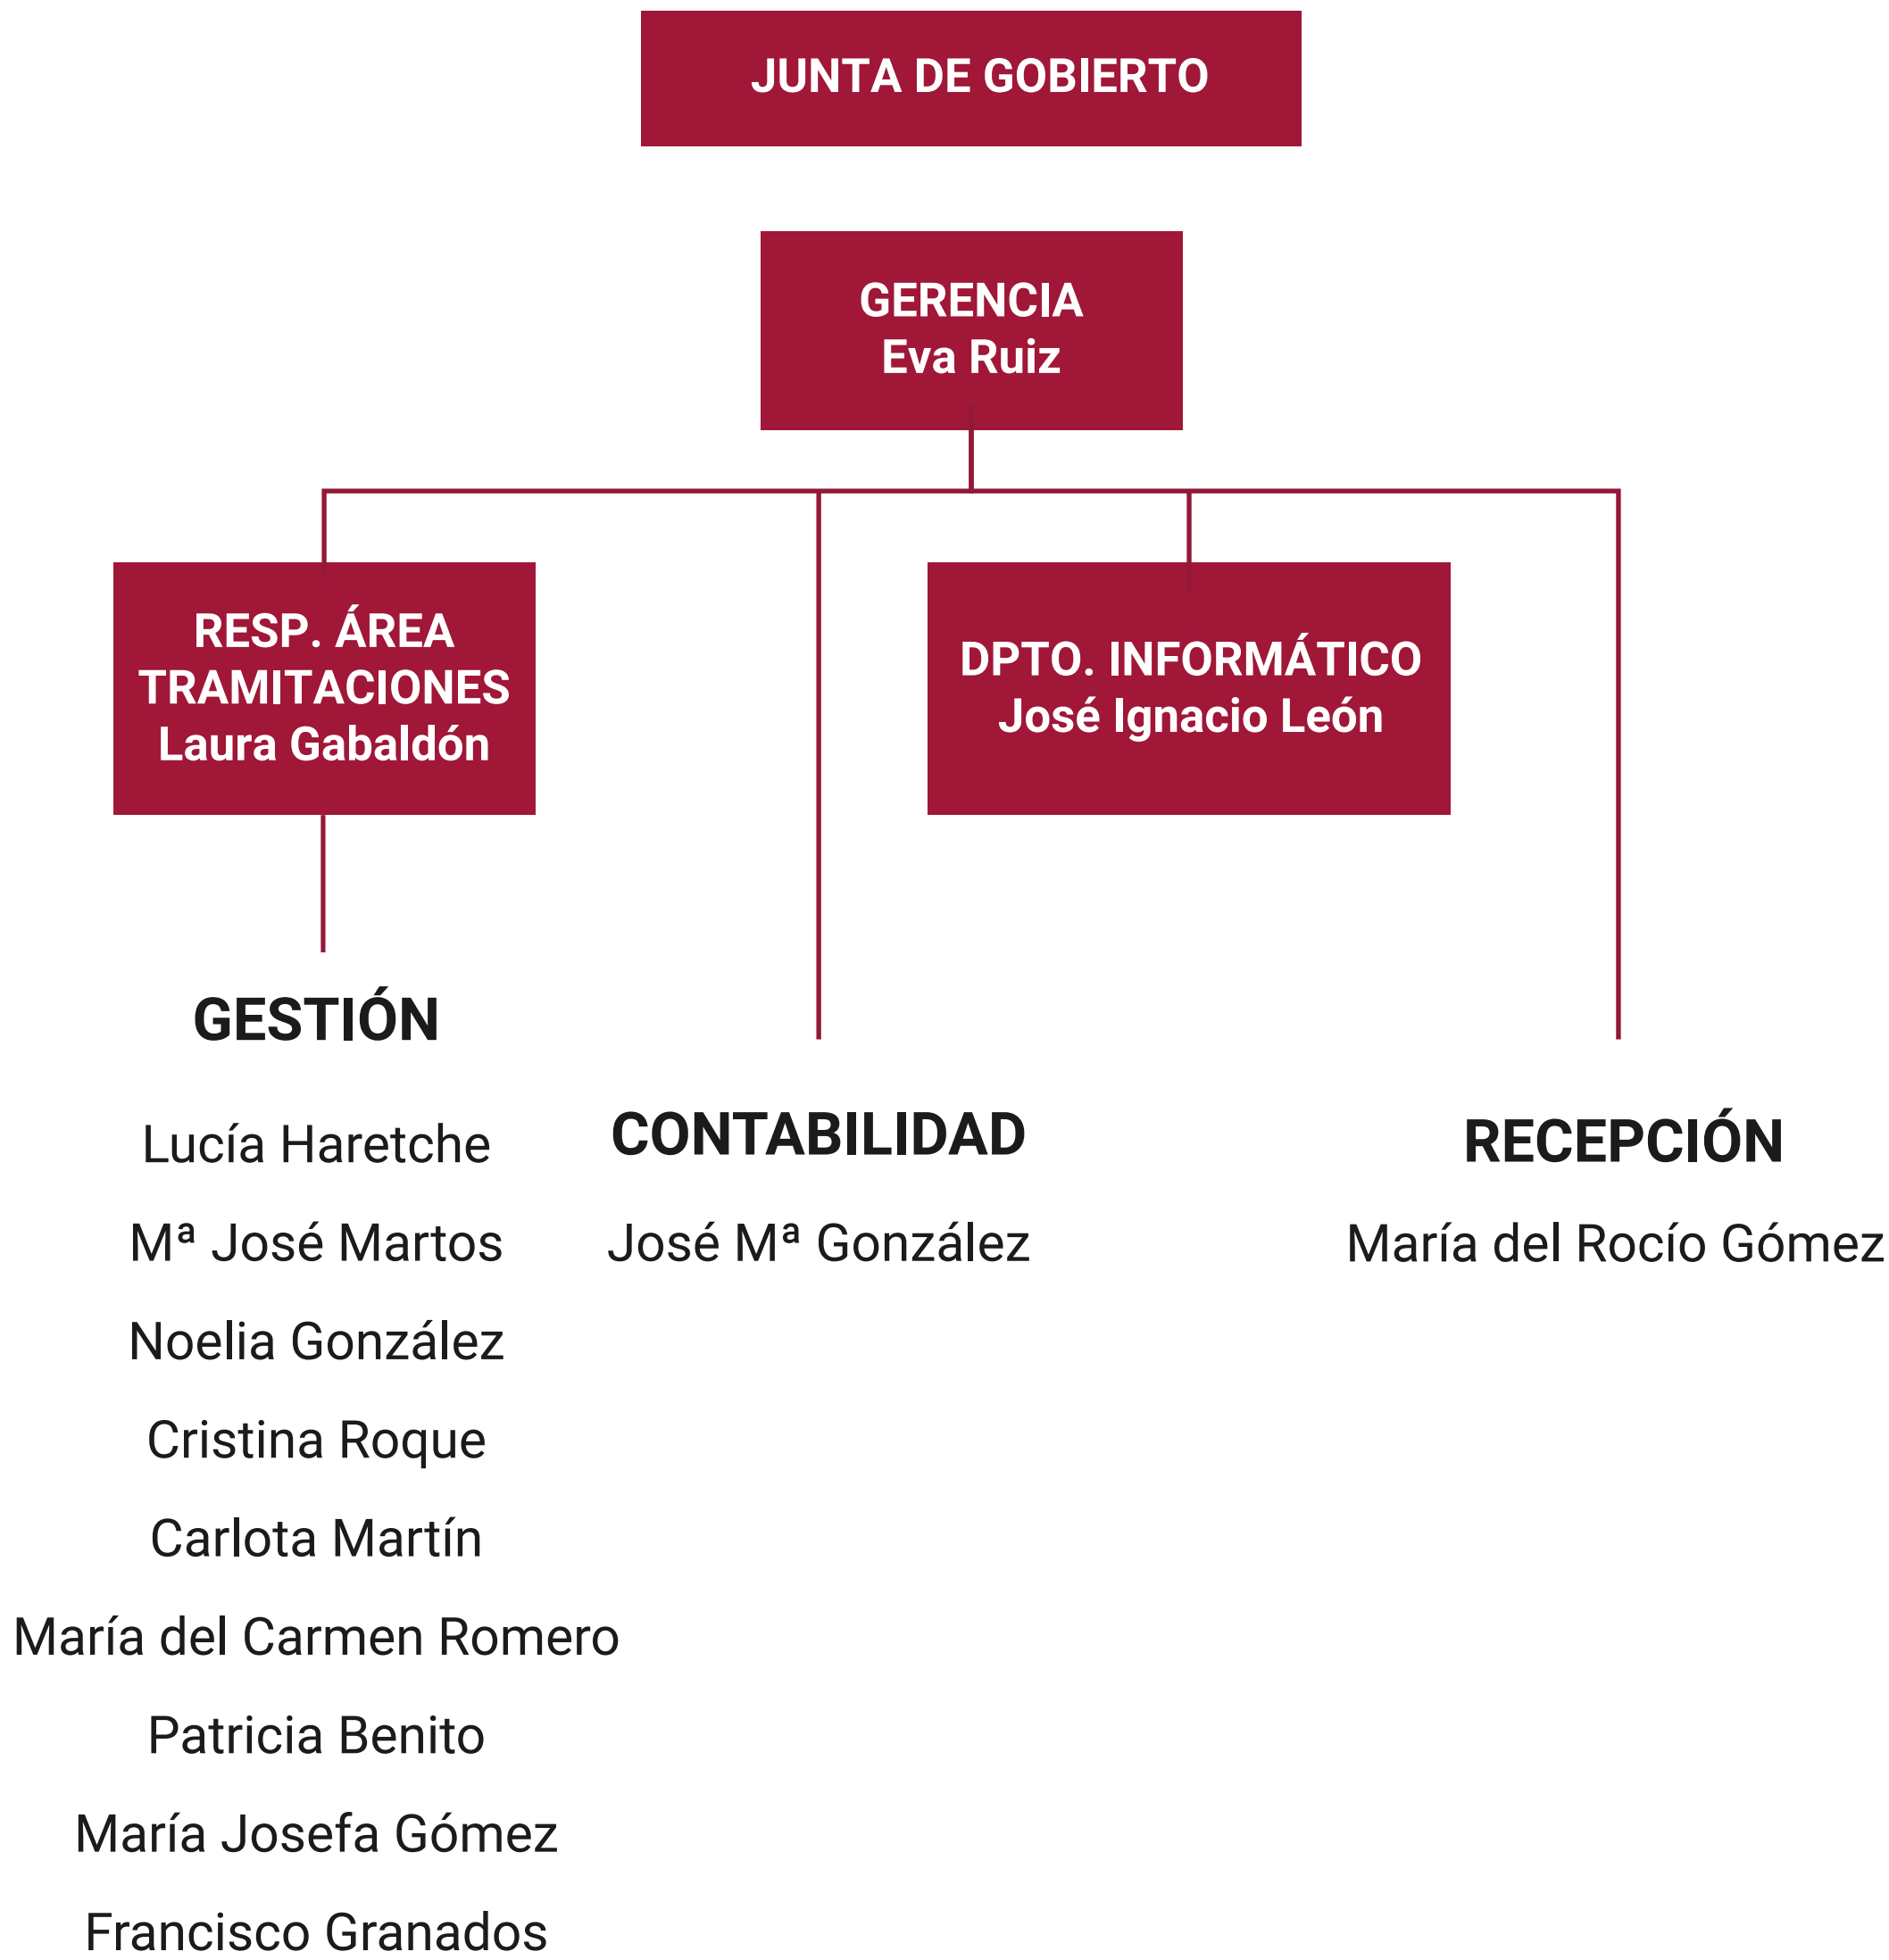 JUNTA DE GOBIERTO
GERENCIA
Eva Ruiz
RESP. ÁREA
TRAMITACIONES
Laura Gabaldón
DPTO. INFORMÁTICO
José Ignacio León
GESTIÓN
Lucía Haretche
Mª José Martos
Noelia González
Cristina Roque
Carlota Martín
María del Carmen Romero
Patricia Benito
María Josefa Gómez
Francisco Granados
CONTABILIDAD
José Mª González
RECEPCIÓN
María del Rocío Gómez